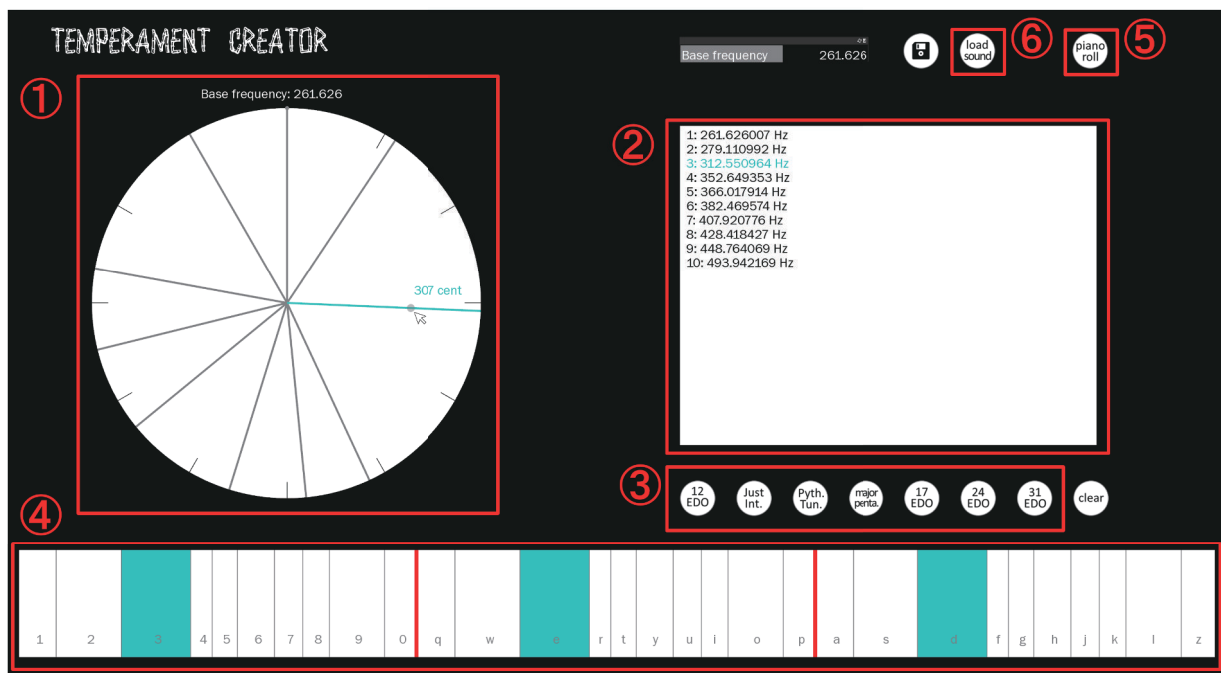 TEMPERAMENT CREATOR
Base frequency 261.626
load
sound
⑥
piano
roll
⑤
①
Base frequency: 261.626
307 cent
②
1: 261.626007 Hz
2: 279.110992 Hz
3: 312.550964 Hz
4: 352.649353 Hz
5: 366.017914 Hz
6: 382.469574 Hz
7: 407.920776 Hz
8: 428.418427 Hz
9: 448.764069 Hz
10: 493.942169 Hz
③
12
EDO
Just
Int.
Pyth.
Tun.
major
penta.
17
EDO
24
EDO
31
EDO
clear
④
1 2 3 4 5 6 7 8 9 0 q w e r t y u i o p a s d f g h j k l z